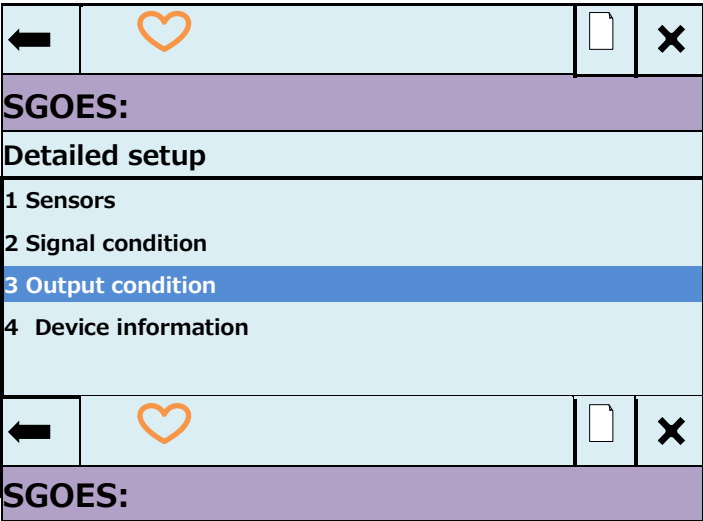 SGOES:
Detailed setup
1 Sensors
2 Signal condition
3 Output condition
4 Device information
SGOES: